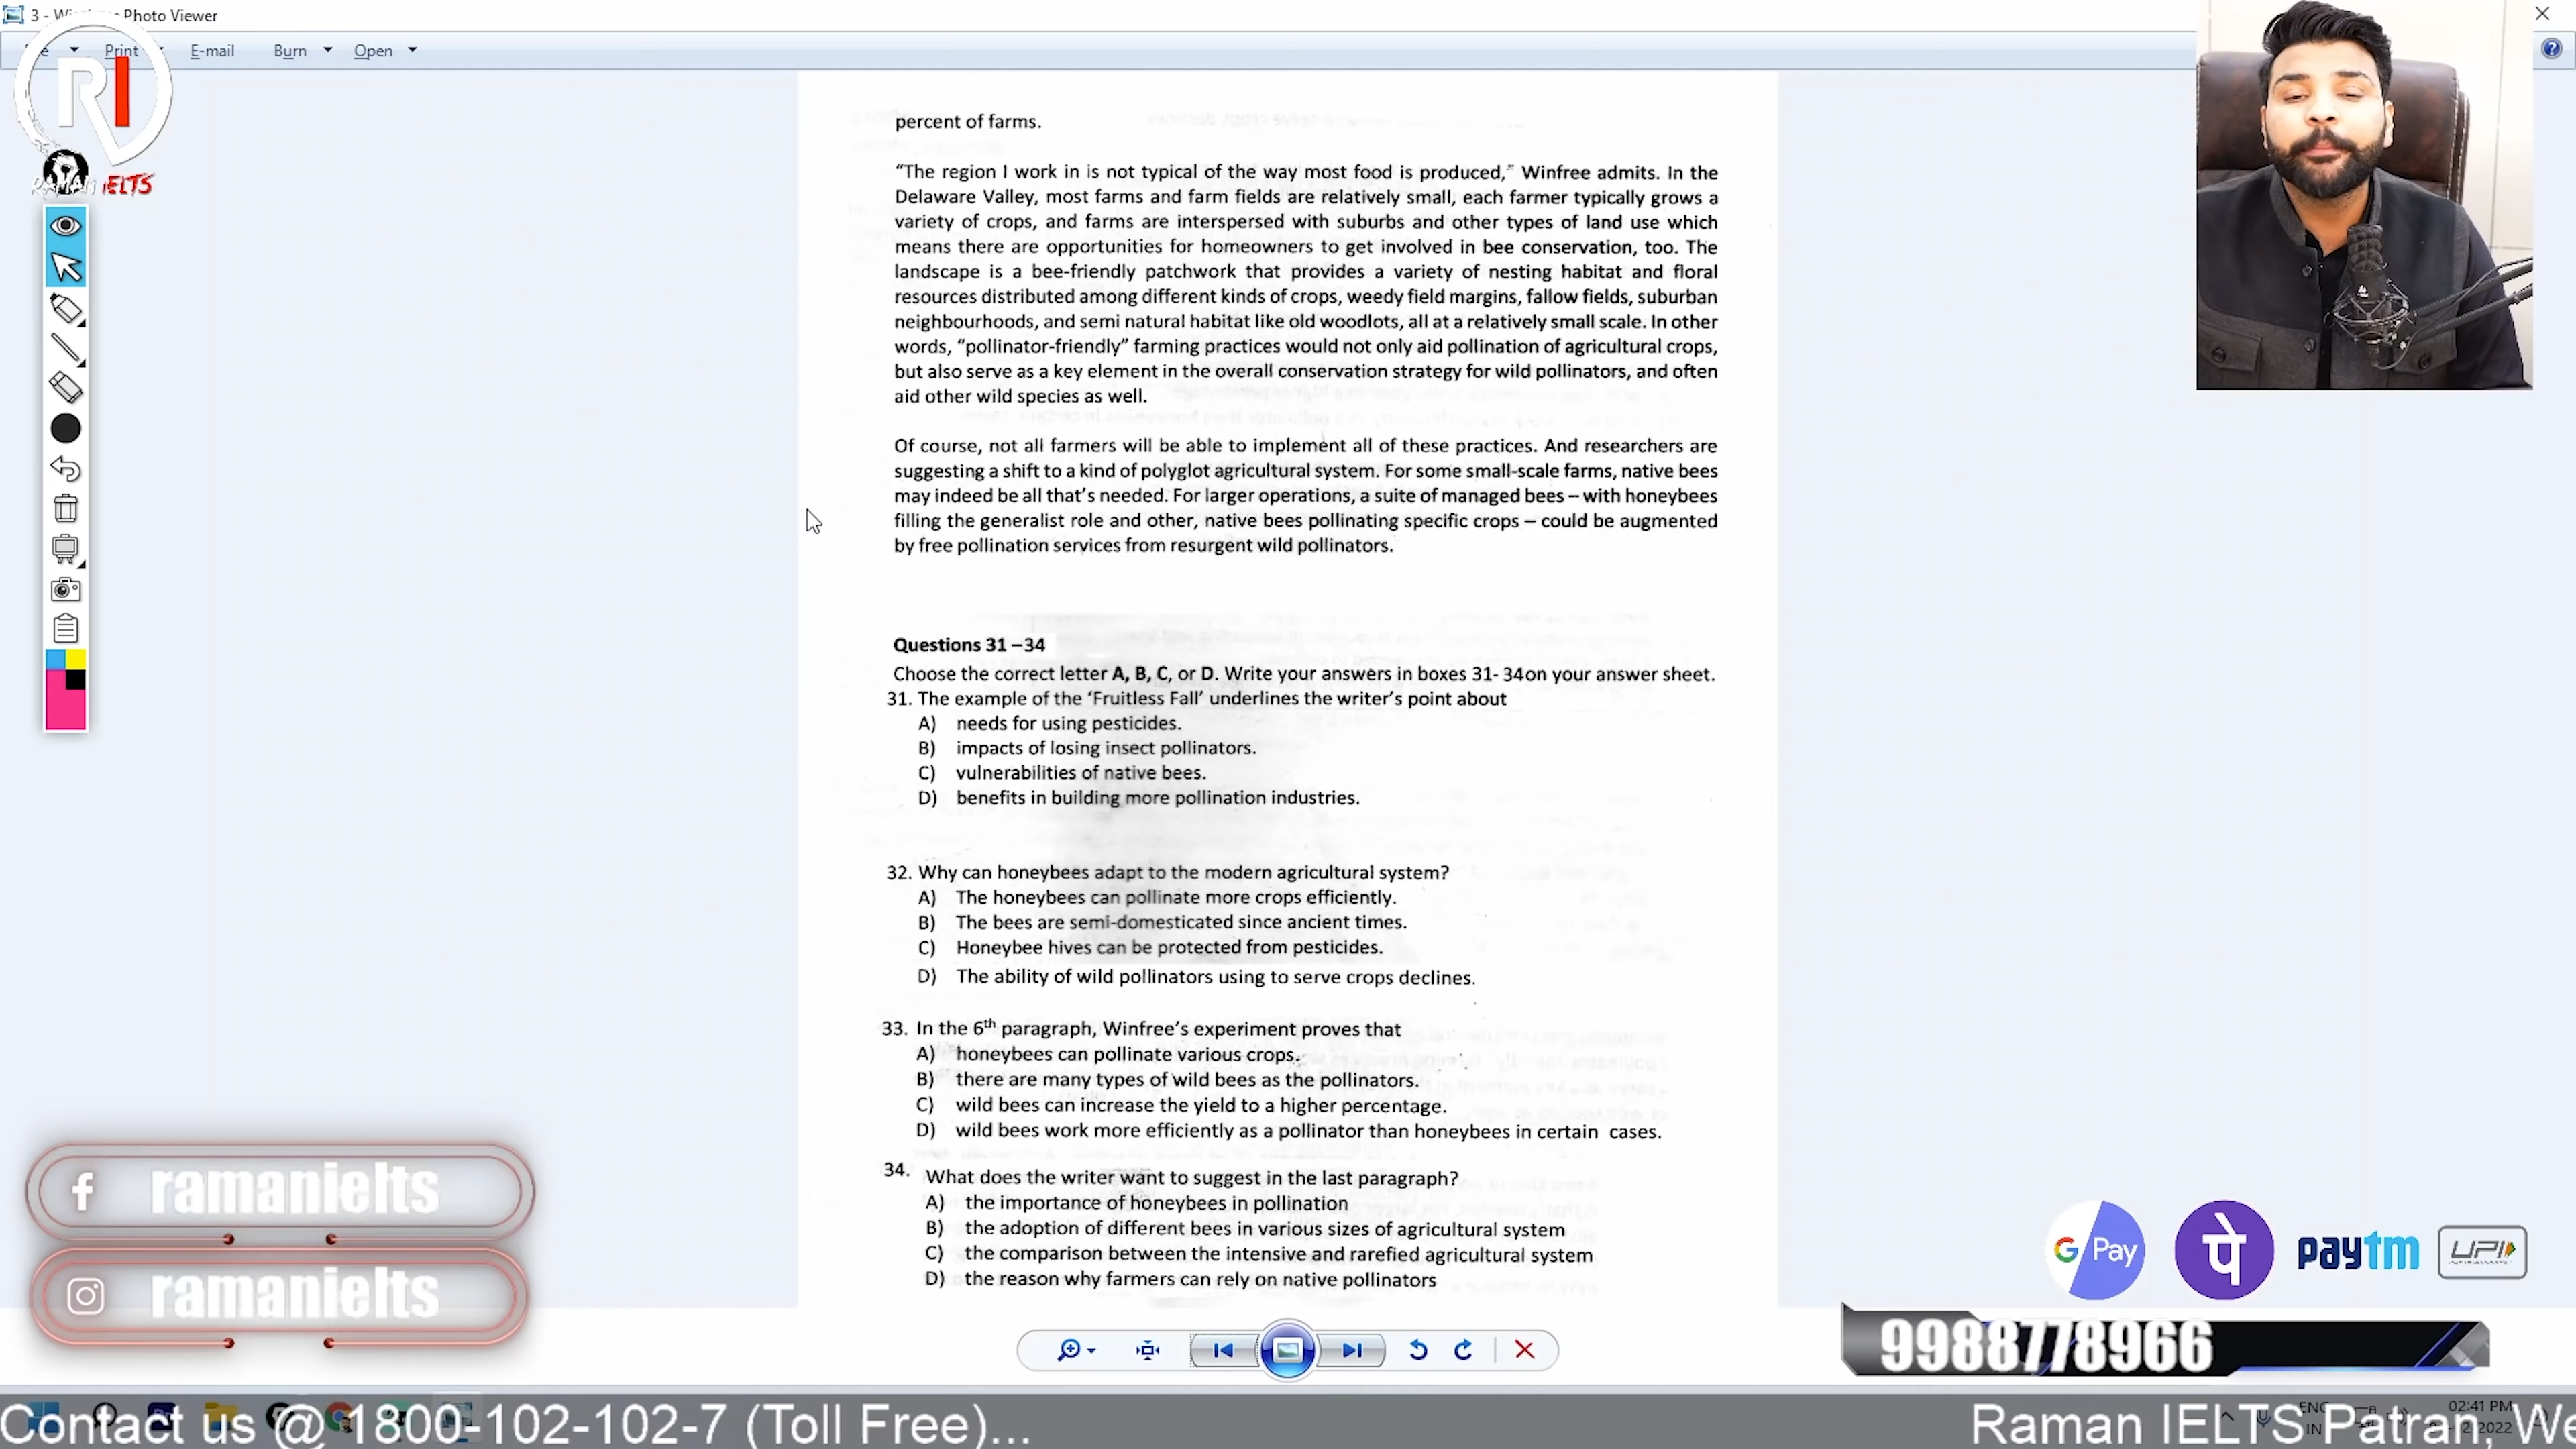 3 - Wi Photo Viewer
Print
E-mail
Burn
Open
RI
RAMAN IELTS
percent of farms.
“The region I work in is not typical of the way most food is produced,” Winfree admits. In the
Delaware Valley, most farms and farm fields are relatively small, each farmer typically grows a
variety of crops, and farms are interspersed with suburbs and other types of land use which
means there are opportunities for homeowners to get involved in bee conservation, too. The
landscape is a bee-friendly patchwork that provides a variety of nesting habitat and floral
resources distributed among different kinds of crops, weedy field margins, fallow fields, suburban
neighbourhoods, and semi natural habitat like old woodlots, all at a relatively small scale. In other
words, “pollinator-friendly” farming practices would not only aid pollination of agricultural crops,
but also serve as a key element in the overall conservation strategy for wild pollinators, and often
aid other wild species as well.
Of course, not all farmers will be able to implement all of these practices. And researchers are
suggesting a shift to a kind of polyglot agricultural system. For some small-scale farms, native bees
may indeed be all that’s needed. For larger operations, a suite of managed bees – with honeybees
filling the generalist role and other, native bees pollinating specific crops – could be augmented
by free pollination services from resurgent wild pollinators.
Questions 31 –34
Choose the correct letter A, B, C, or D. Write your answers in boxes 31- 34on your answer sheet.
31. The example of the ‘Fruitless Fall’ underlines the writer’s point about
A) needs for using pesticides.
B) impacts of losing insect pollinators.
C) vulnerabilities of native bees.
D) benefits in building more pollination industries.
32. Why can honeybees adapt to the modern agricultural system?
A) The honeybees can pollinate more crops efficiently.
B) The bees are semi-domesticated since ancient times.
C) Honeybee hives can be protected from pesticides.
D) The ability of wild pollinators using to serve crops declines.
33. In the 6th paragraph, Winfree’s experiment proves that
A) honeybees can pollinate various crops.
B) there are many types of wild bees as the pollinators.
C) wild bees can increase the yield to a higher percentage.
D) wild bees work more efficiently as a pollinator than honeybees in certain cases.
34. What does the writer want to suggest in the last paragraph?
A) the importance of honeybees in pollination
B) the adoption of different bees in various sizes of agricultural system
C) the comparison between the intensive and rarefied agricultural system
D) the reason why farmers can rely on native pollinators
ramanielts
ramanielts
G Pay
पे
paytm
UPI
9988778966
02:41 PM
Contact us @ 1800-102-102-7 (Toll Free)...
Raman IELTS Patran, We